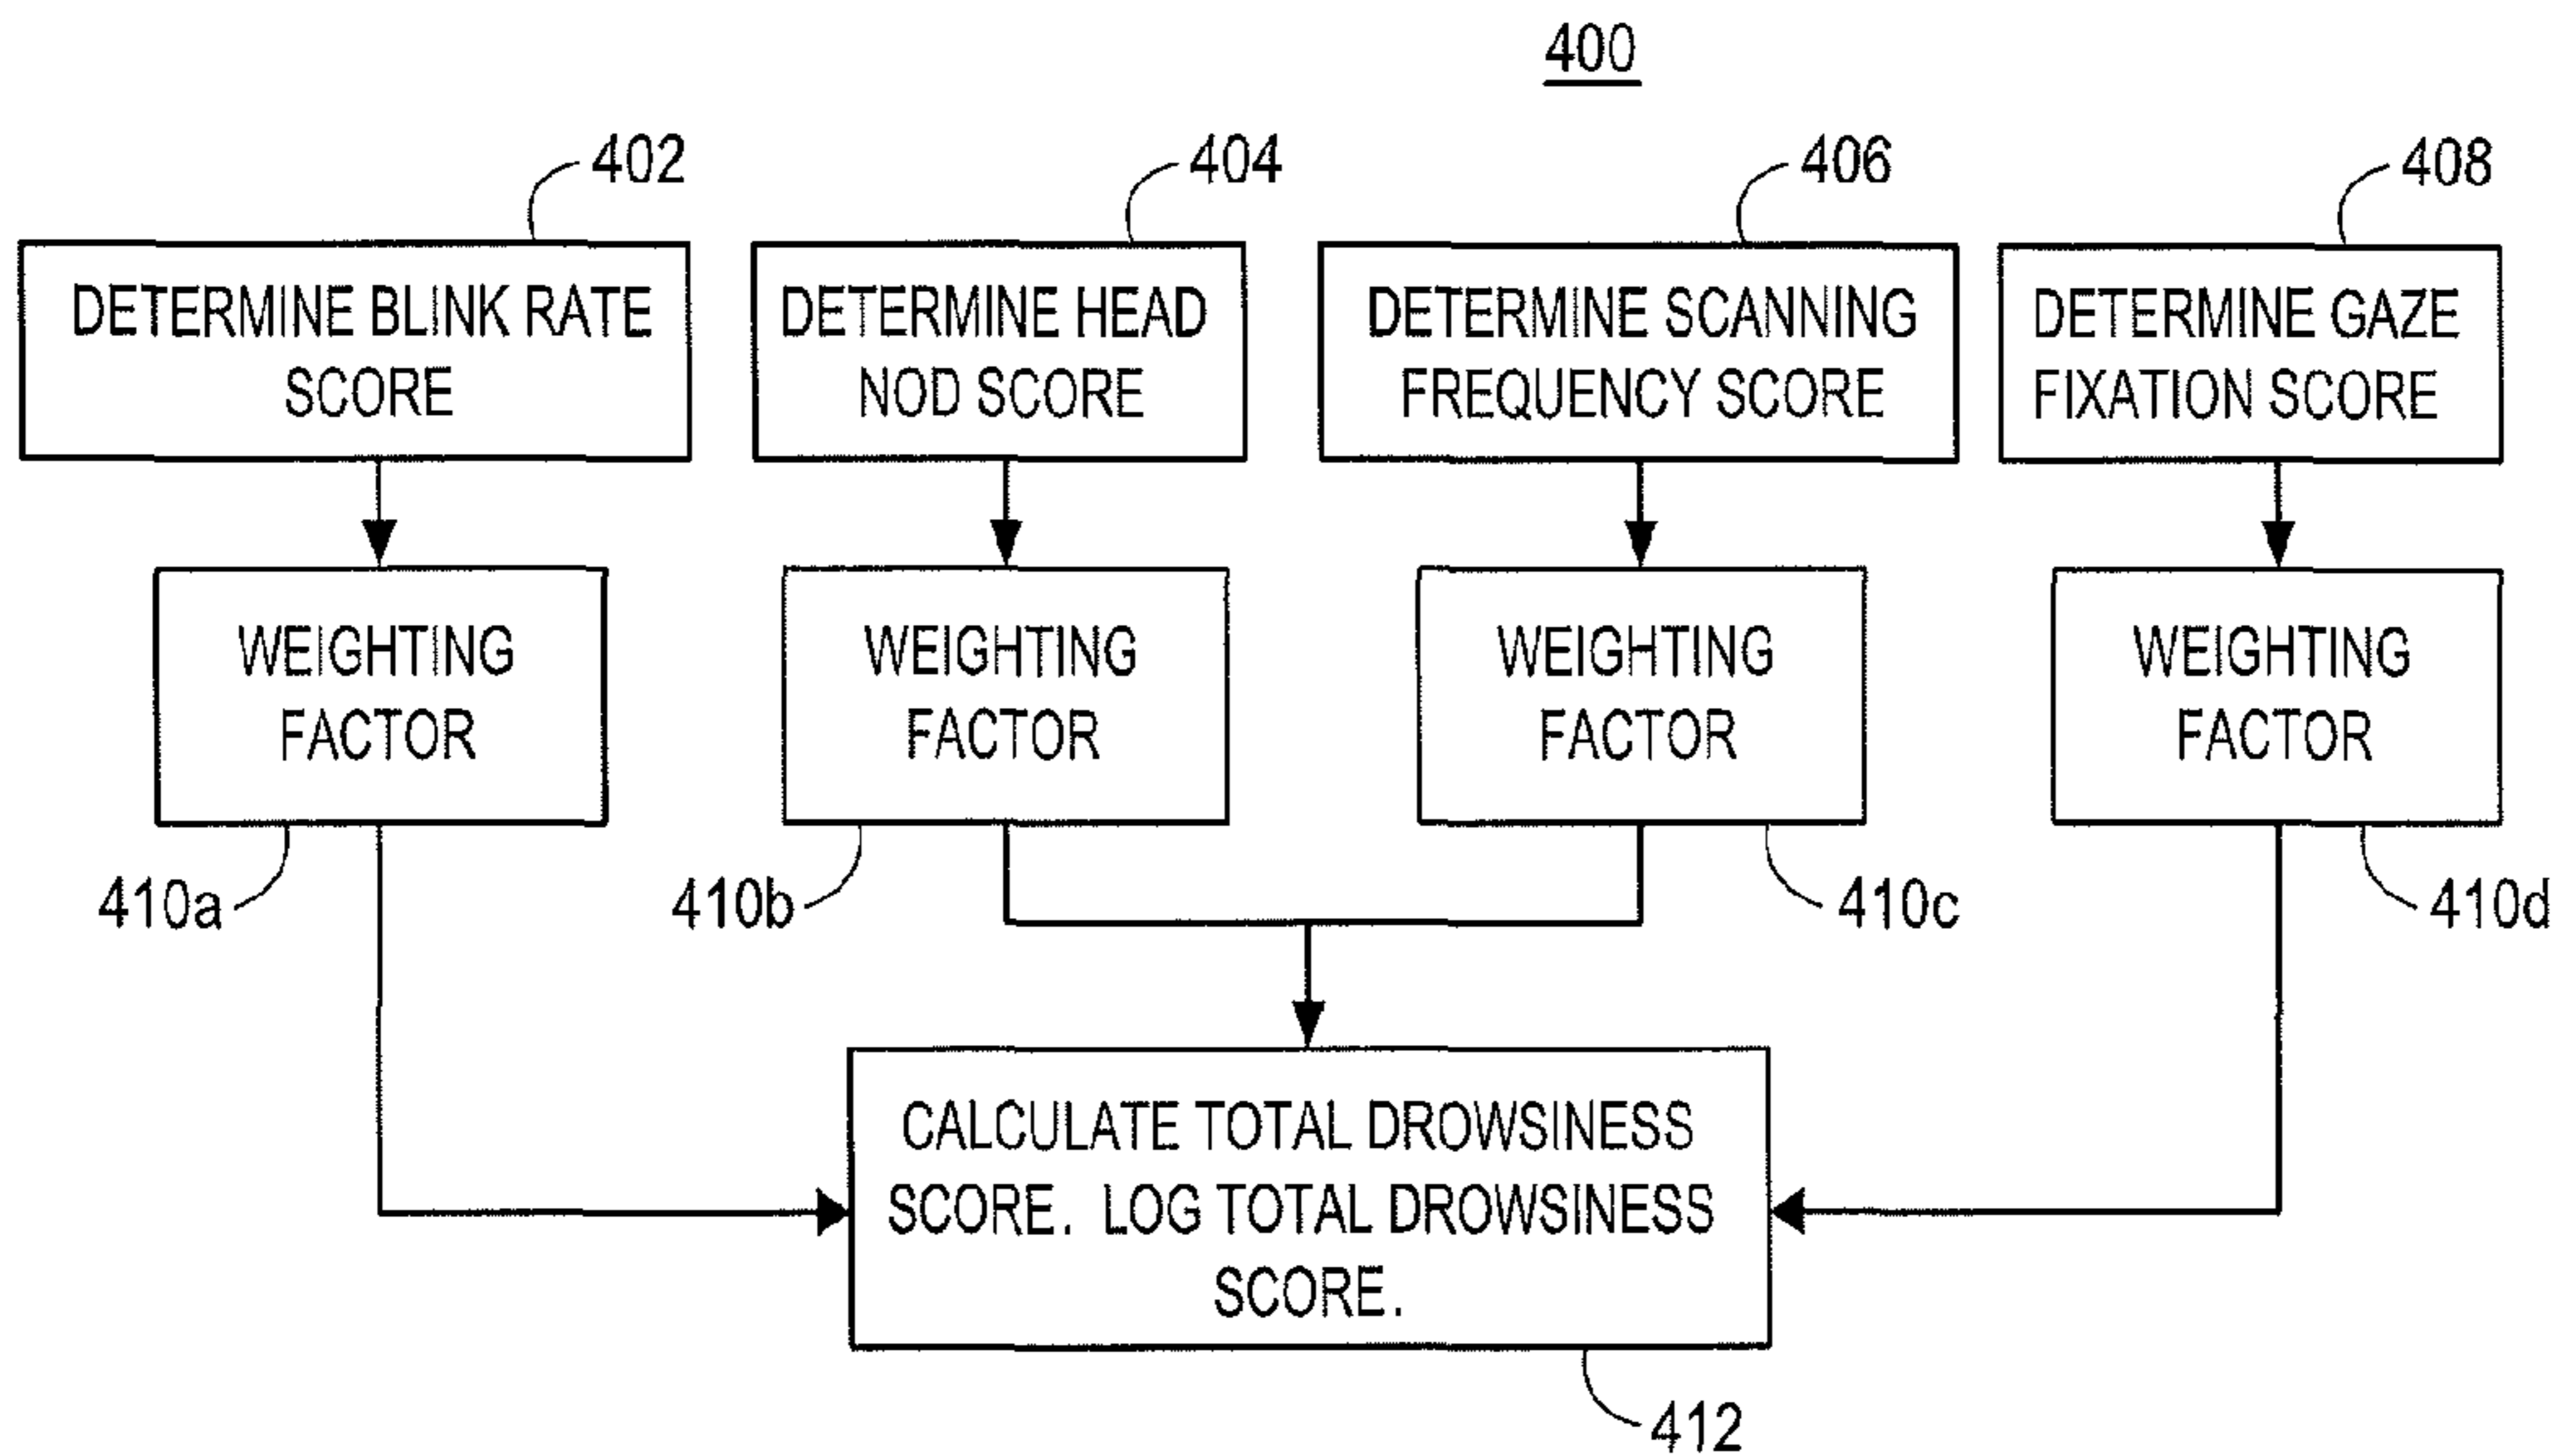 400
402
404
406
408
DETERMINE BLINK RATE
SCORE
DETERMINE HEAD
NOD SCORE
DETERMINE SCANNING
FREQUENCY SCORE
DETERMINE GAZE
FIXATION SCORE
WEIGHTING
FACTOR
WEIGHTING
FACTOR
WEIGHTING
FACTOR
WEIGHTING
FACTOR
410a
410b
410c
410d
CALCULATE TOTAL DROWSINESS
SCORE. LOG TOTAL DROWSINESS
SCORE.
412